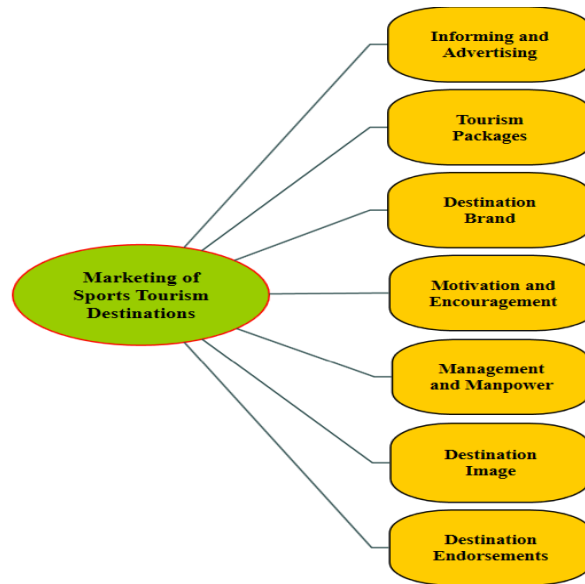 Informing and
Advertising
Tourism
Packages
Destination
Brand
Marketing of
Sports Tourism
Destinations
Motivation and
Encouragement
Management
and Manpower
Destination
Image
Destination
Endorsements